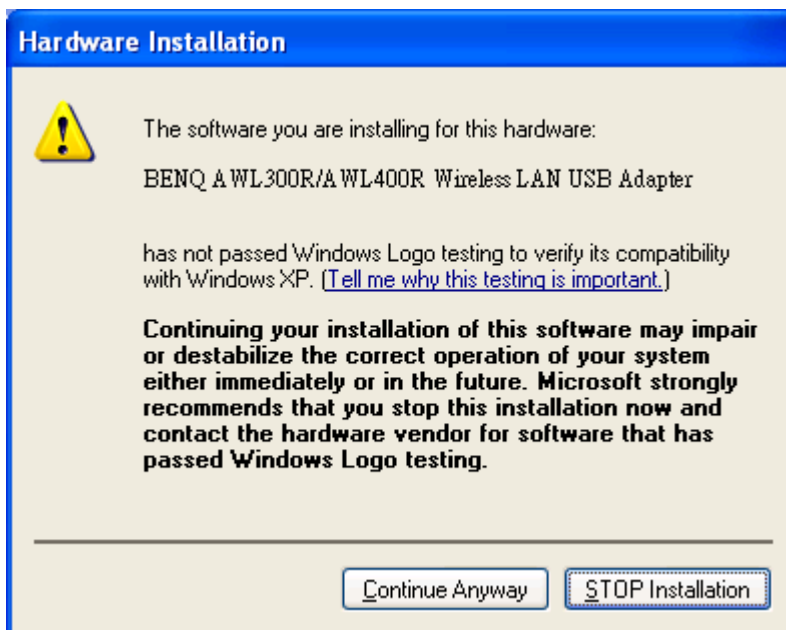 Hardware Installation
The software you are installing for this hardware:
BENQ AWL300R/AWL400R Wireless LAN USB Adapter
has not passed Windows Logo testing to verify its compatibility
with Windows XP. (Tell me why this testing is important.)
Continuing your installation of this software may impair
or destabilize the correct operation of your system
either immediately or in the future. Microsoft strongly
recommends that you stop this installation now and
contact the hardware vendor for software that has
passed Windows Logo testing.
Continue Anyway
STOP Installation